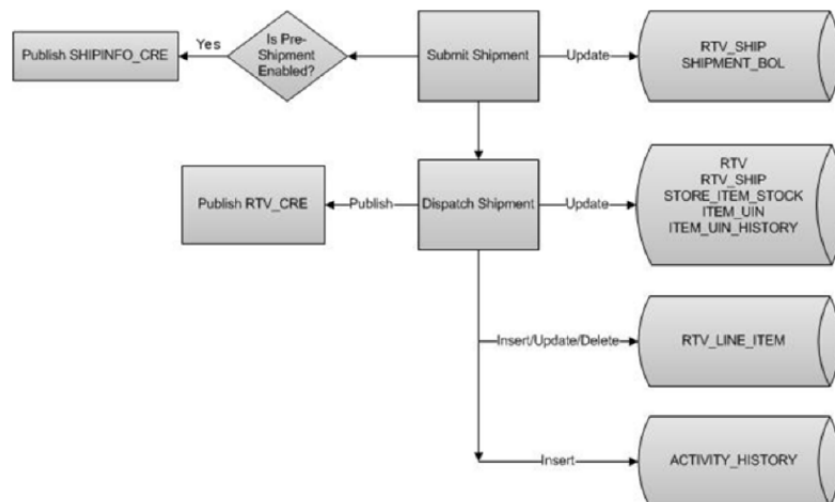 Publish SHIPINFO_CRE
Yes
Is Pre-
Shipment
Enabled?
Submit Shipment
Update
RTV_SHIP
SHIPMENT_BOL
Publish RTV_CRE
Publish
Dispatch Shipment
Update
RTV
RTV_SHIP
STORE_ITEM_STOCK
ITEM_UIN
ITEM_UIN_HISTORY
Insert/Update/Delete
RTV_LINE_ITEM
Insert
ACTIVITY_HISTORY